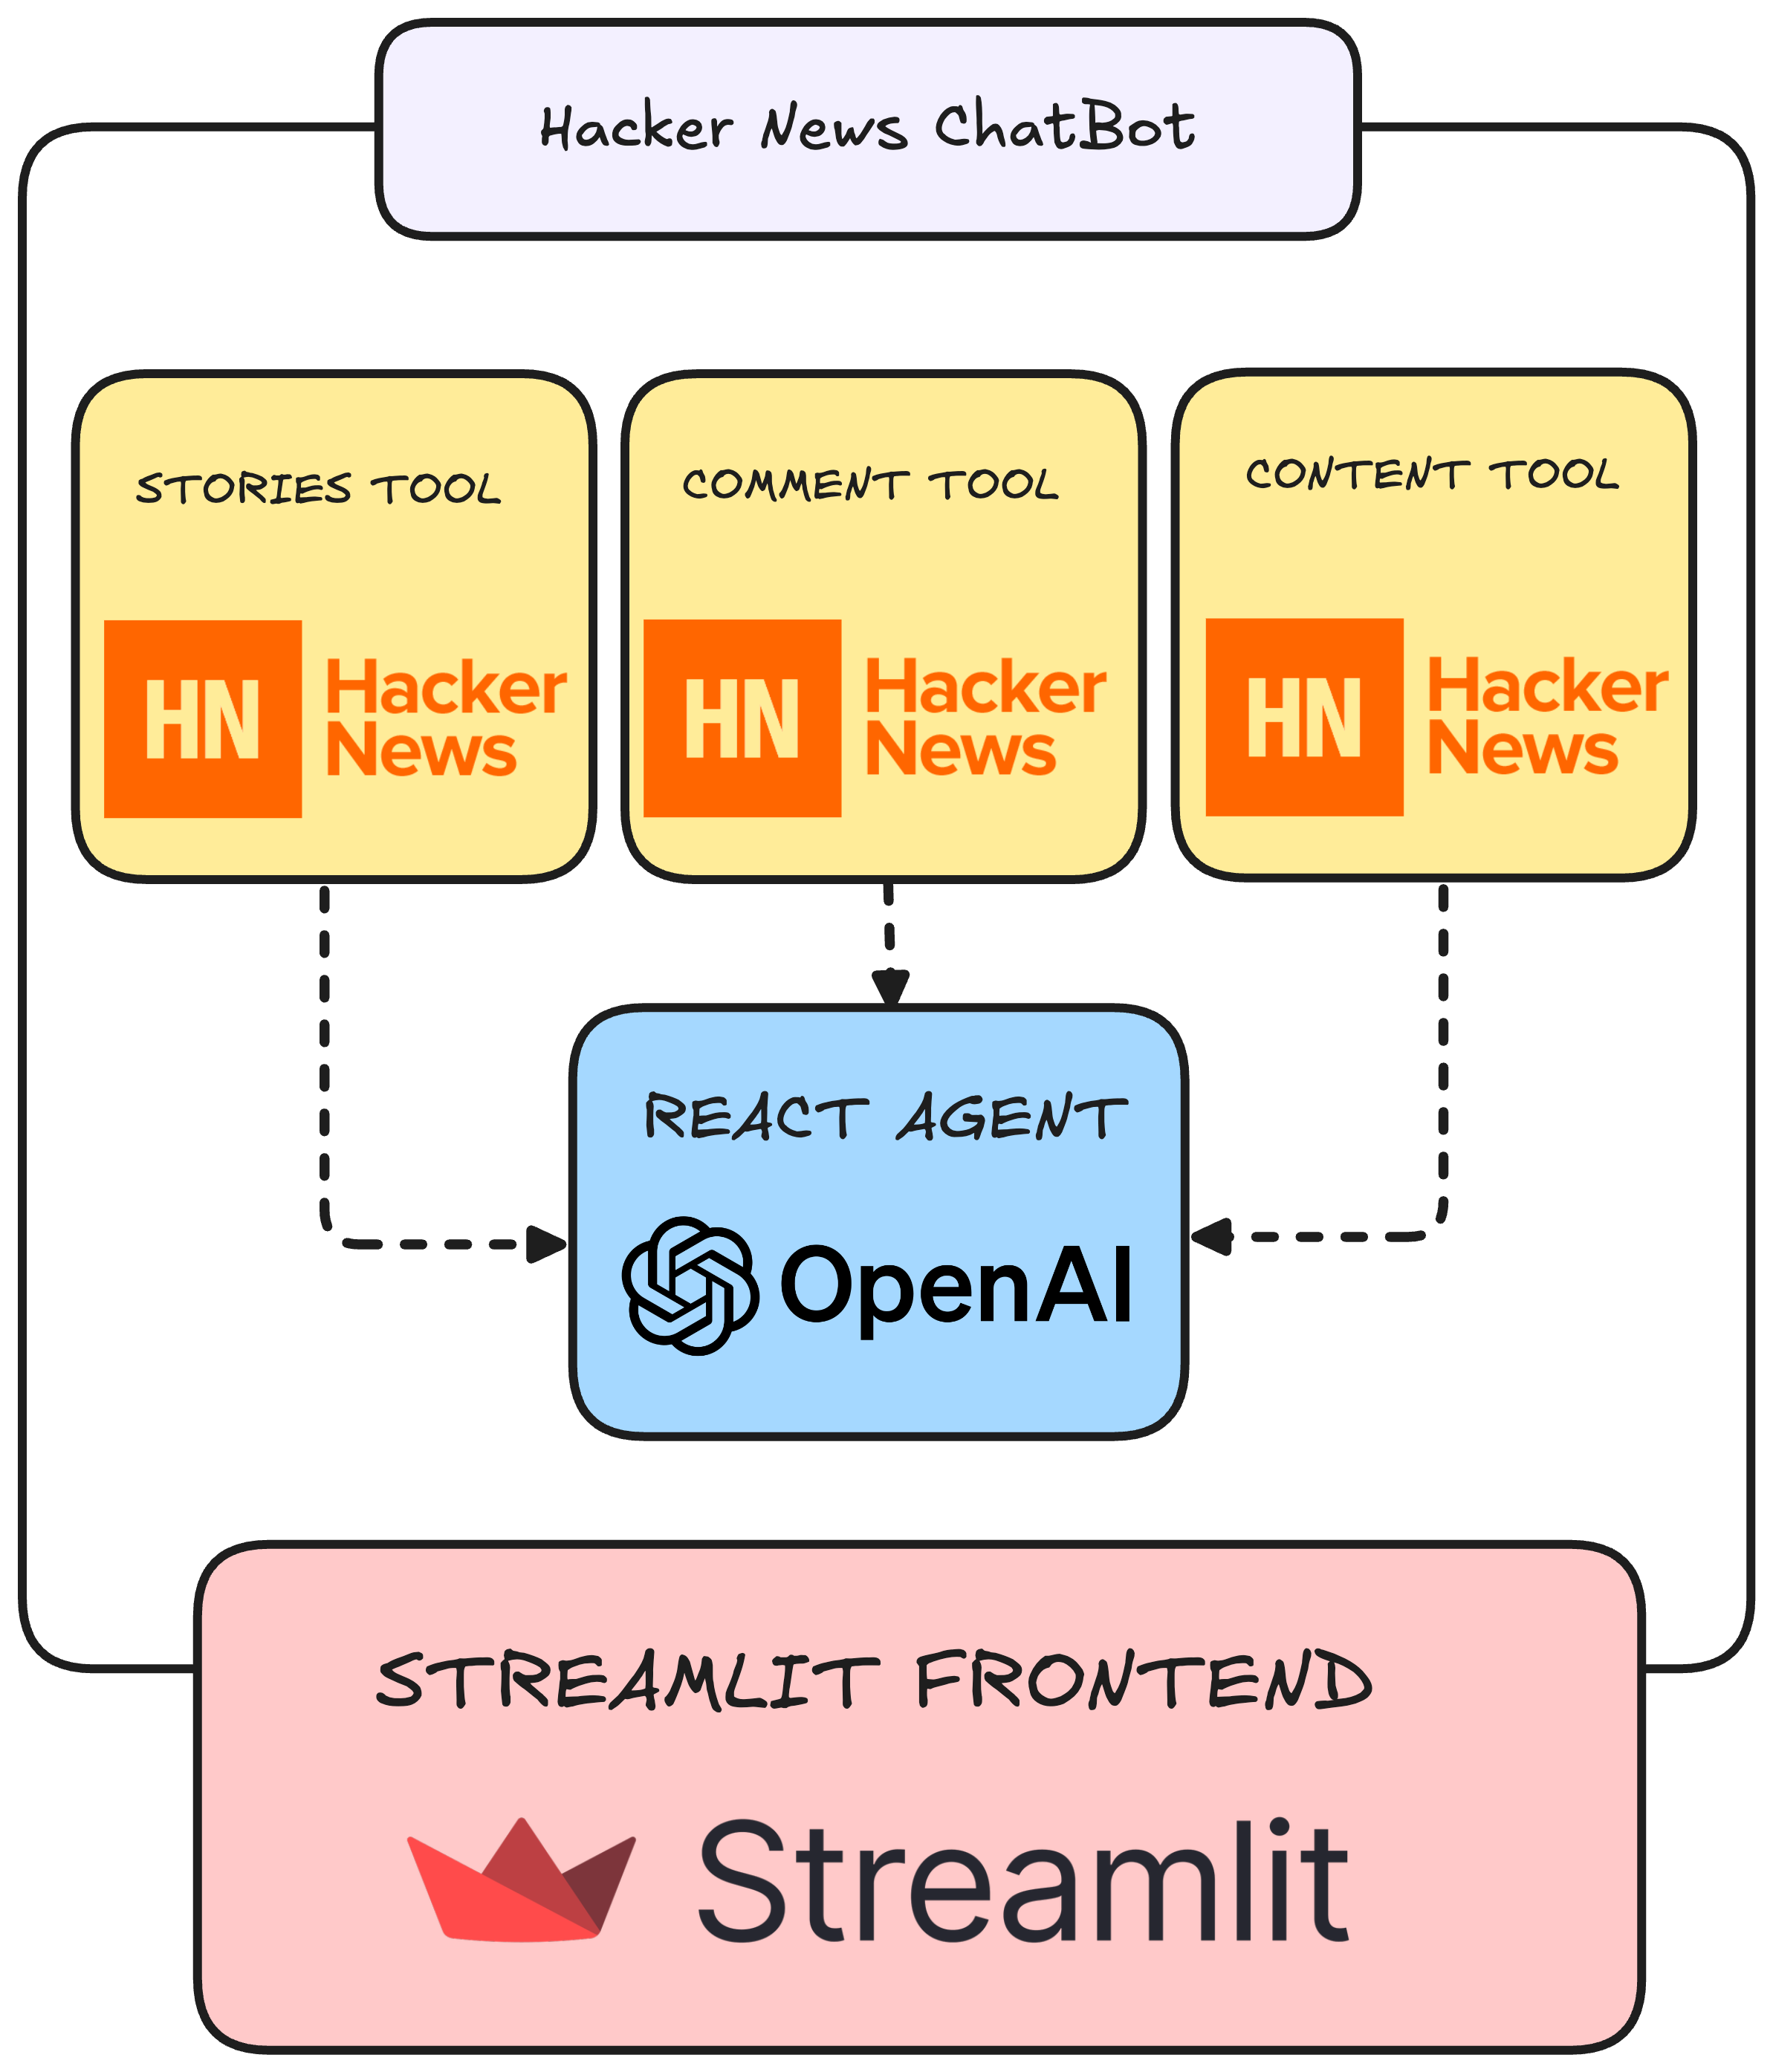 Hacker News ChatBot
STORIES TOOL
HN
Hacker
News
COMMENT TOOL
HN
Hacker
News
CONTENT TOOL
HN
Hacker
News
REACT AGENT
OpenAI
STREAMLIT FRONTEND
Streamlit